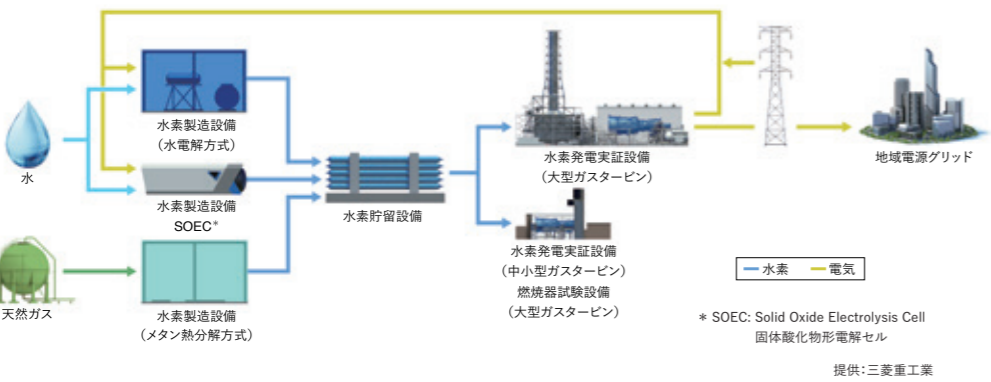 水
水素製造設備
(水電解方式)
水素製造設備
SOEC*
天然ガス
水素製造設備
(メタン熱分解方式)
水素貯留設備
水素発電実証設備
(大型ガスタービン)
水素発電実証設備
(中小型ガスタービン)
燃焼器試験設備
(大型ガスタービン)
地域電源グリッド
水素 電気
* SOEC: Solid Oxide Electrolysis Cell
固体酸化物形電解セル
提供:三菱重工業